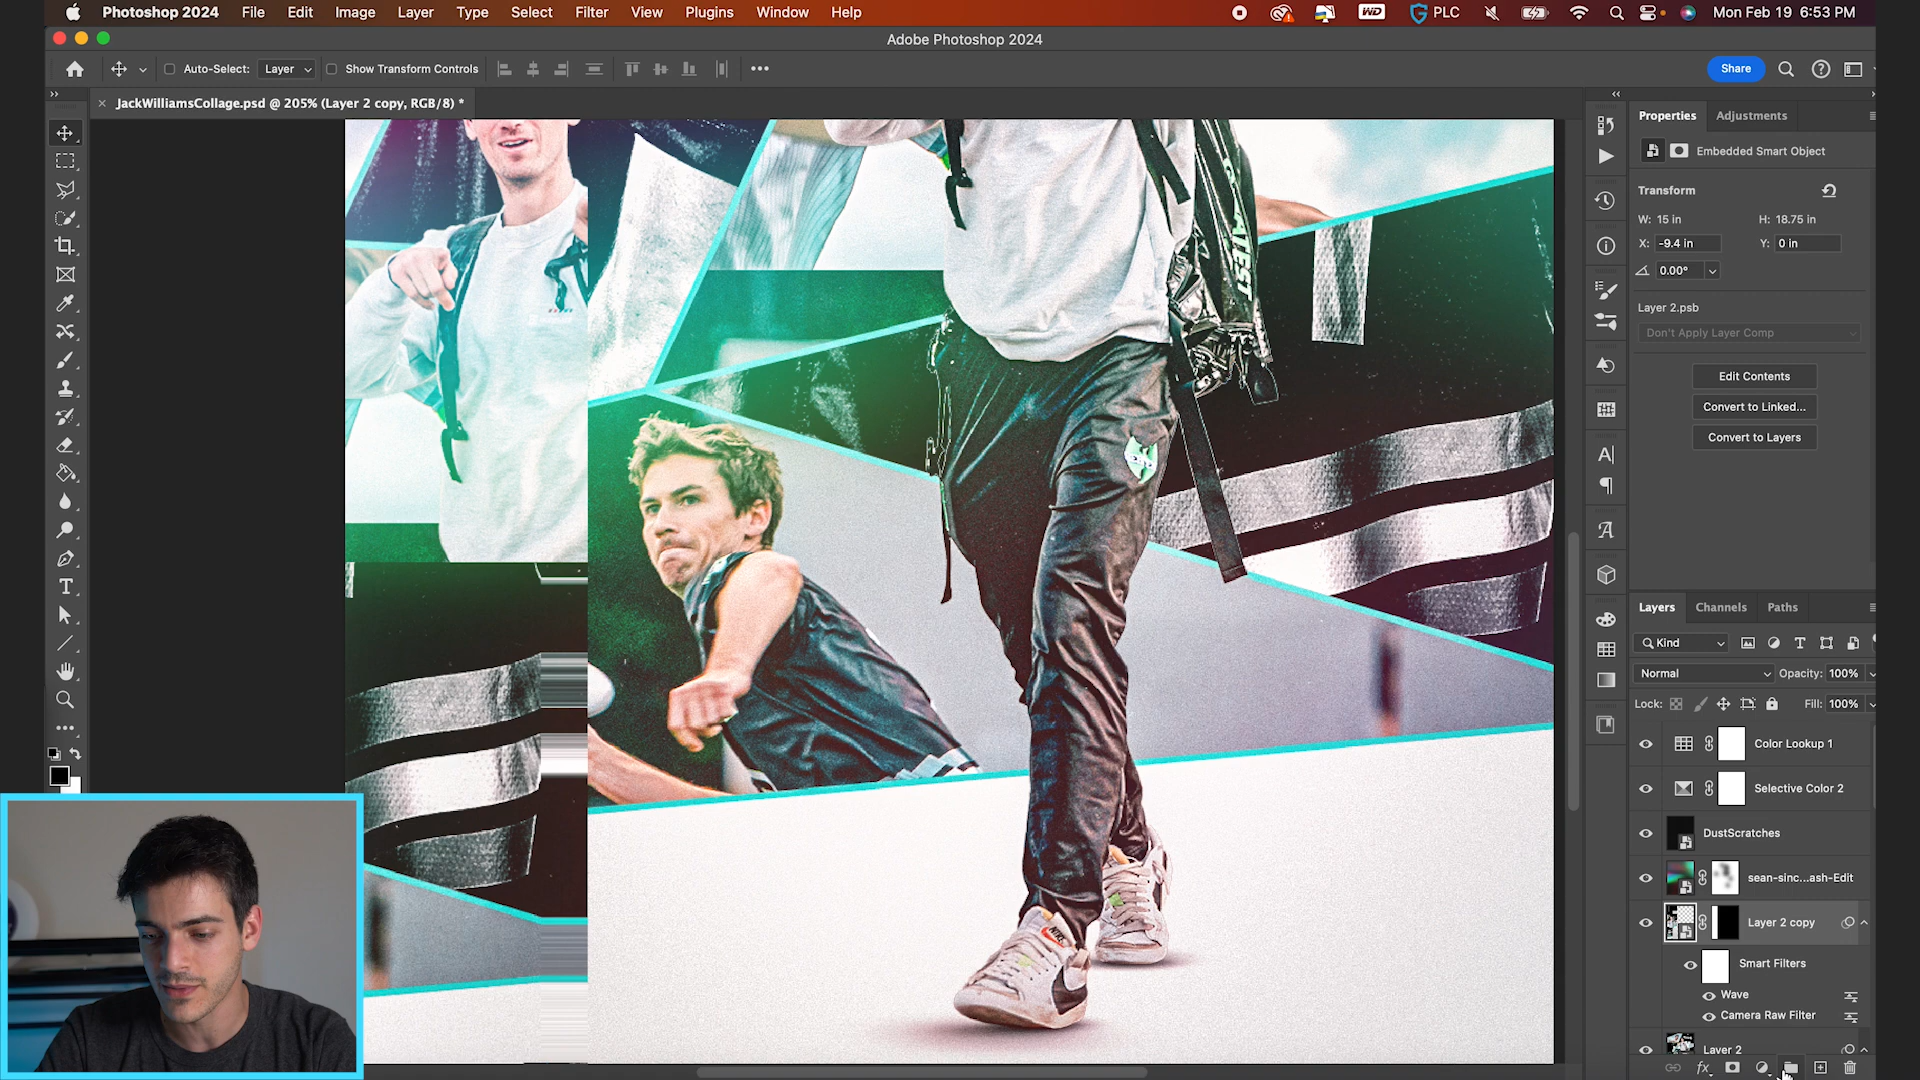 Photoshop 2024 File Edit Image Layer Type Select Filter View Plugins Window Help WD PLC Mon Feb 19 6:53 PM
Adobe Photoshop 2024
Auto-Select: Layer Show Transform Controls Share
JackWilliamsCollage.psd @ 205% (Layer 2 copy, RGB/8) *
Properties Adjustments
Embedded Smart Object
Transform
W: 15 in H: 18.75 in
X: -9.4 in Y: 0 in
0.00°
Layer 2.psb
Don't Apply Layer Comp
Edit Contents
Convert to Linked...
Convert to Layers
Layers Channels Paths
Kind
Normal Opacity: 100%
Lock: Fill: 100%
Color Lookup 1
Selective Color 2
DustScratches
sean-sinc...ash-Edit
Layer 2 copy
Smart Filters
Wave
Camera Raw Filter
Layer 2